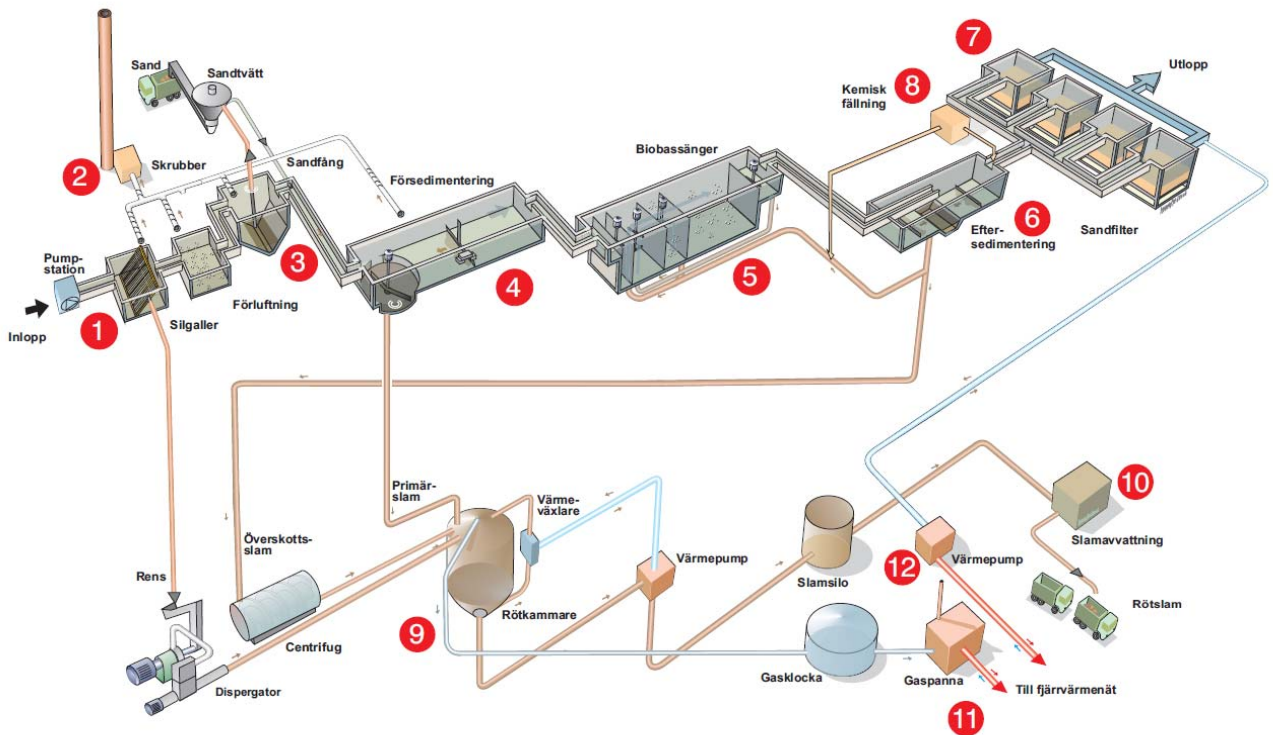 7
Sand
Sandtvätt
Utlopp
8
Kemisk
fällning
2
Skrubber
Sandfång
Biobassänger
Försedimentering
6
Efter-
sedimentering
Sandfilter
Pump-
station
3
5
4
Förluftning
1
Silgaller
Inlopp
Primär-
slam
Värme-
växlare
10
Slamavvattning
Överskotts-
slam
Värmepump
12
Värmepump
Rens
Slamsilo
Rötslam
Rötkammare
9
Centrifug
Gasklocka
Gaspanna
Till fjärrvärmenät
Dispergator
11